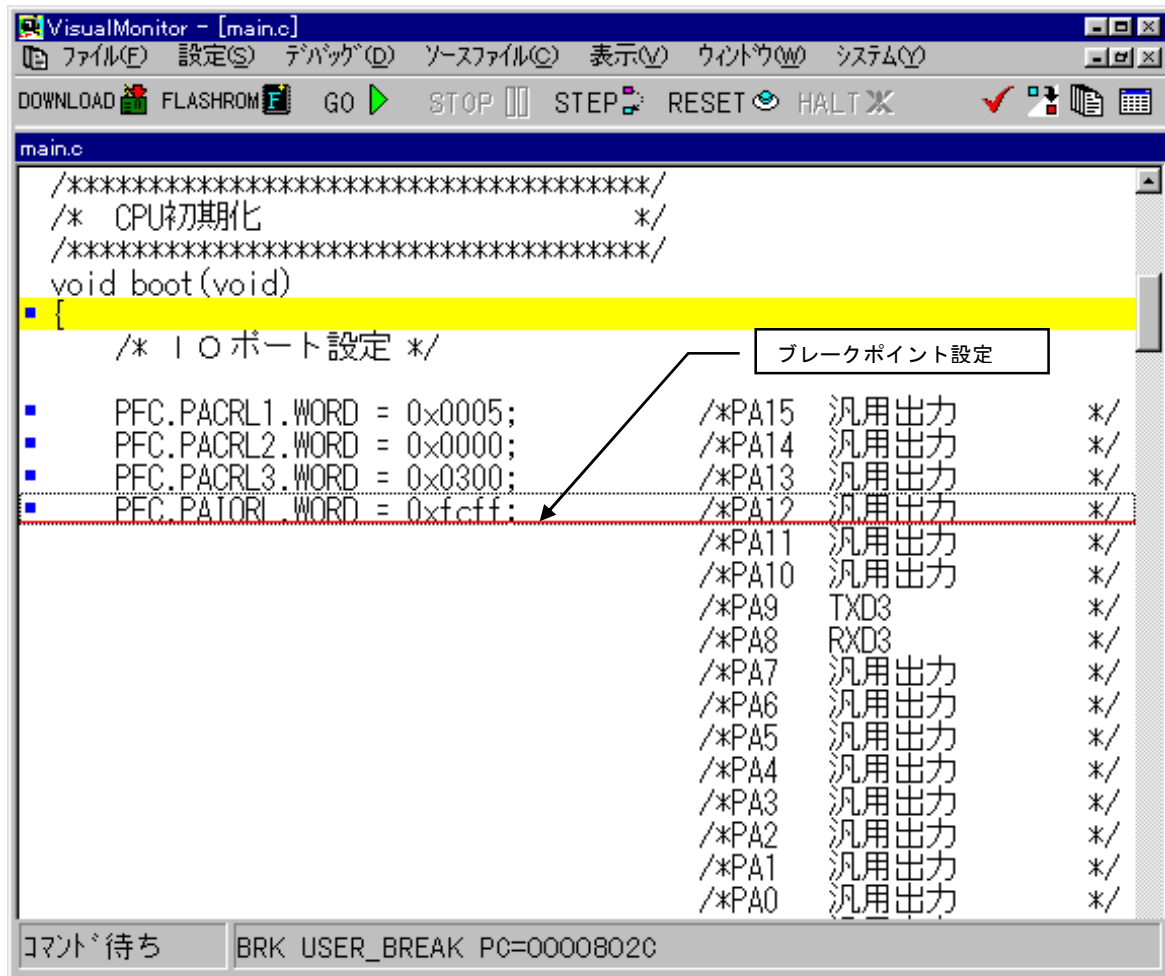 VisualMonitor - [main.c]
ファイル(F) 設定(S) デバッグ(D) ソースファイル(C) 表示(V) ウィンドウ(W) システム(Y)
DOWNLOAD FLASHROM F GO STOP STEP RESET HALT
main.c
/************************************/
/* CPU初期化 */
/************************************/
void boot(void)
{
/* IOポート設定 */
ブレークポイント設定
PFC.PACRL1.WORD = 0x0005; /*PA15 汎用出力 */
PFC.PACRL2.WORD = 0x0000; /*PA14 汎用出力 */
PFC.PACRL3.WORD = 0x0300; /*PA13 汎用出力 */
PFC.PAIORL.WORD = 0xfcff; /*PA12 汎用出力 */
/*PA11 汎用出力 */
/*PA10 汎用出力 */
/*PA9 TXD3 */
/*PA8 RXD3 */
/*PA7 汎用出力 */
/*PA6 汎用出力 */
/*PA5 汎用出力 */
/*PA4 汎用出力 */
/*PA3 汎用出力 */
/*PA2 汎用出力 */
/*PA1 汎用出力 */
/*PA0 汎用出力 */
コマンド待ち BRK USER_BREAK PC=0000802C